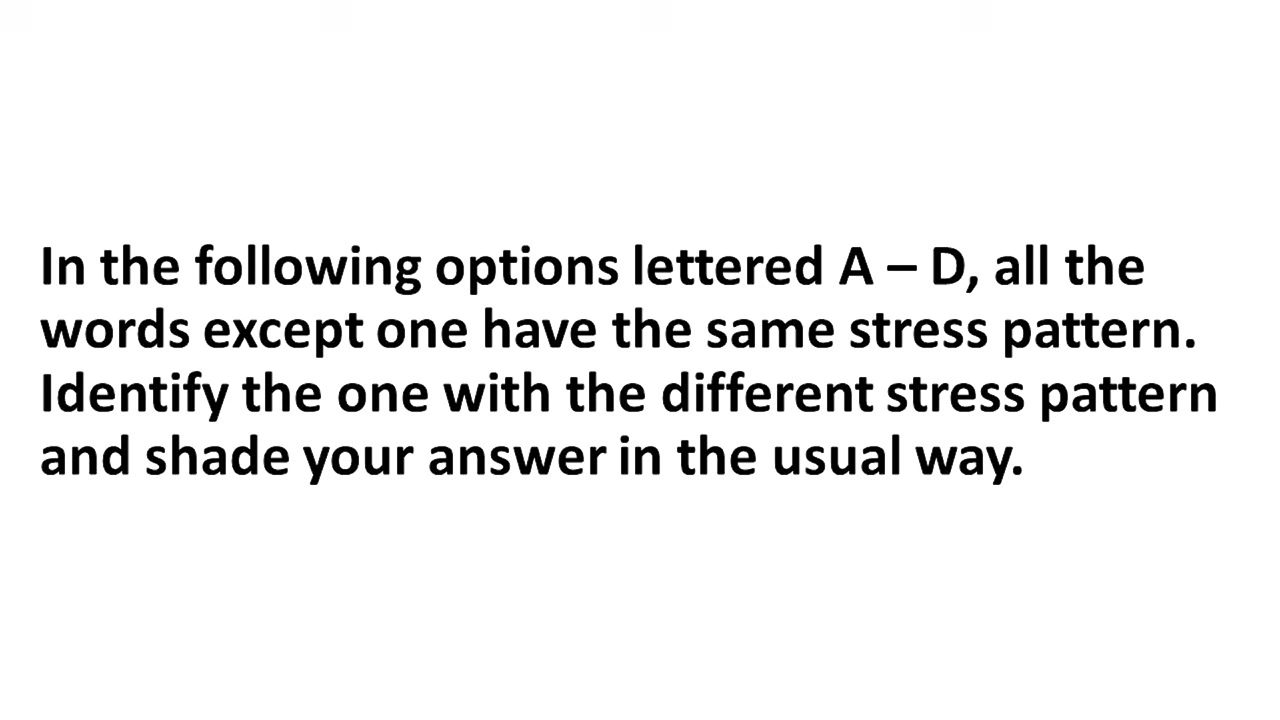 In the following options lettered A – D, all the
words except one have the same stress pattern.
Identify the one with the different stress pattern
and shade your answer in the usual way.